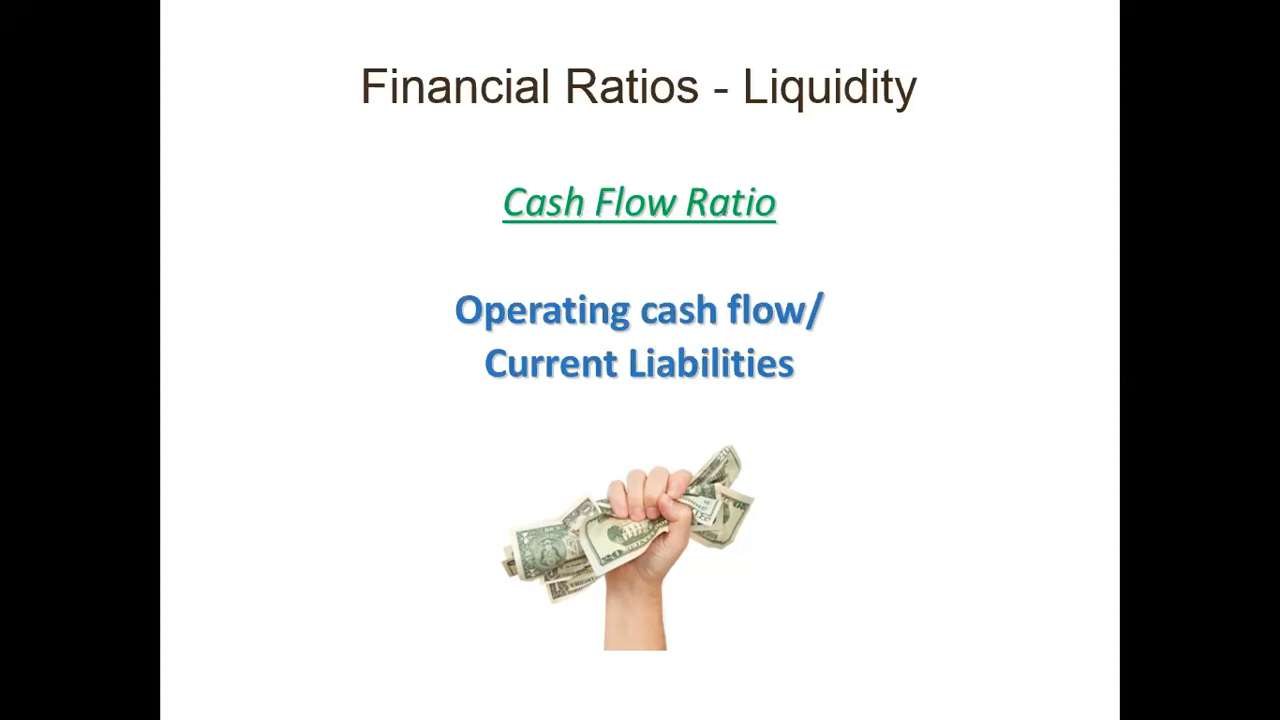 Financial Ratios - Liquidity
Cash Flow Ratio
Operating cash flow/
Current Liabilities